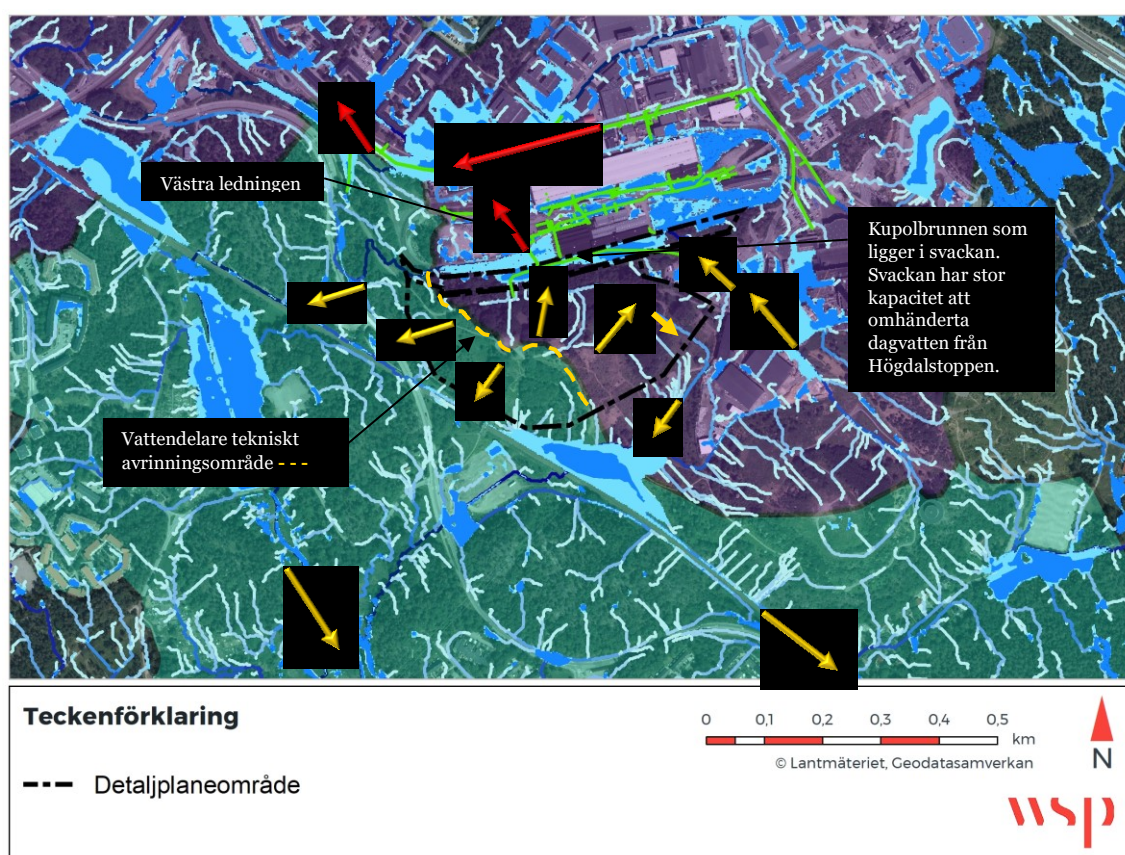 Västra ledningen
Kupolbrunnen som
ligger i svackan.
Svackan har stor
kapacitet att
omhänderta
dagvatten från
Högdalstoppen.
Vattendelare tekniskt
avrinningsområde
Teckenförklaring
Detaljplaneområde
0 0,1 0,2 0,3 0,4 0,5
km
© Lantmäteriet, Geodatasamverkan
N
wsp